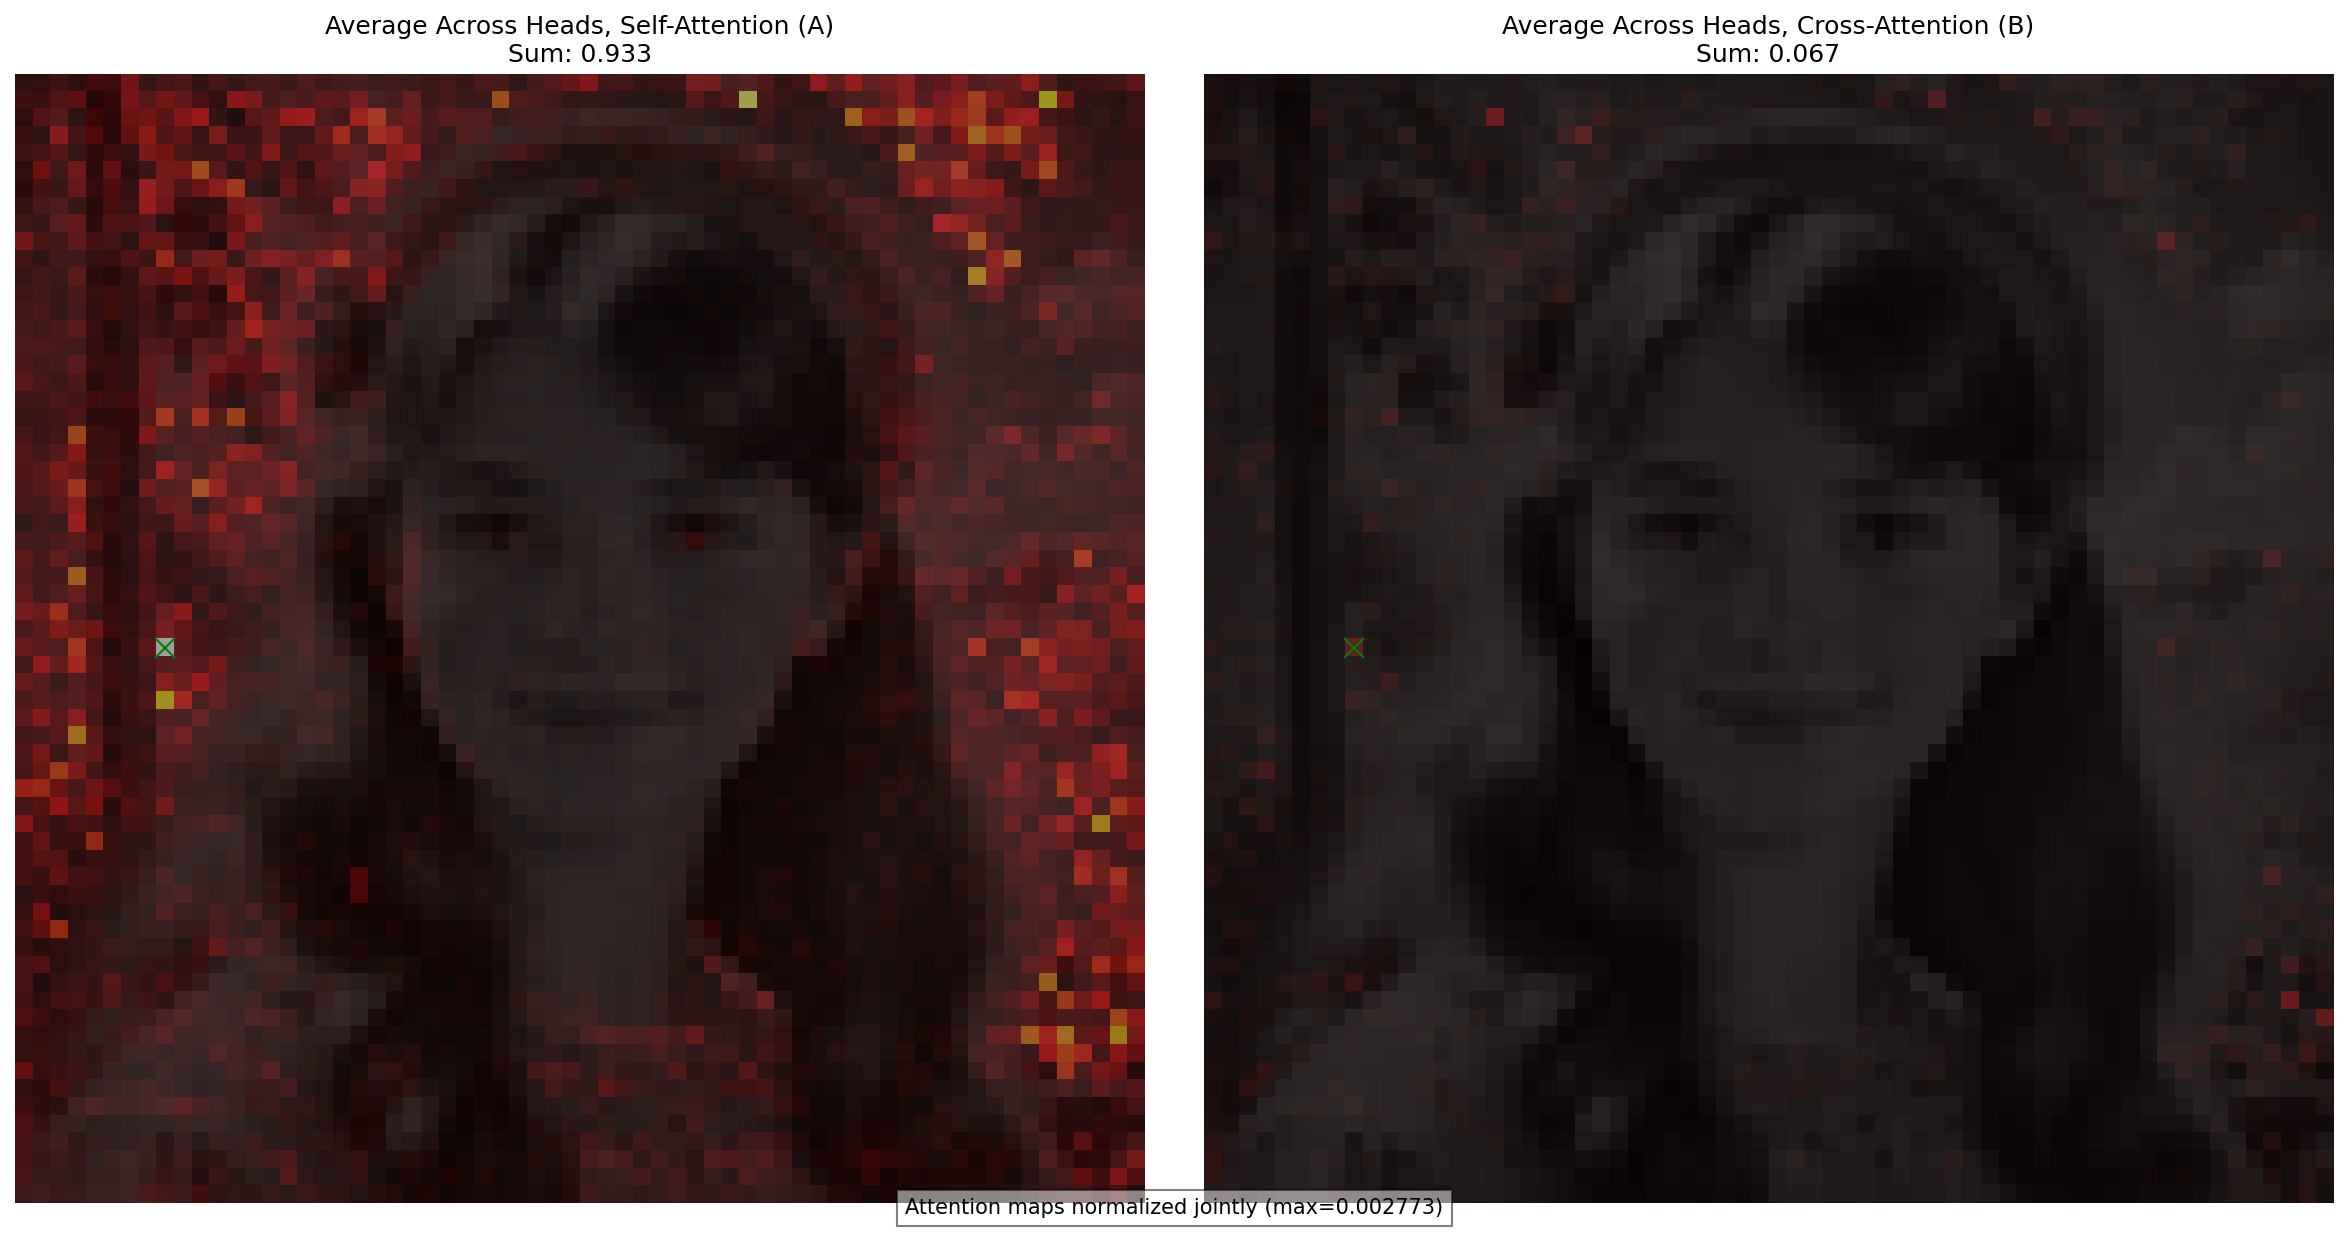 Average Across Heads, Self-Attention (A)
Sum: 0.933
Average Across Heads, Cross-Attention (B)
Sum: 0.067
Attention maps normalized jointly (max=0.002773)